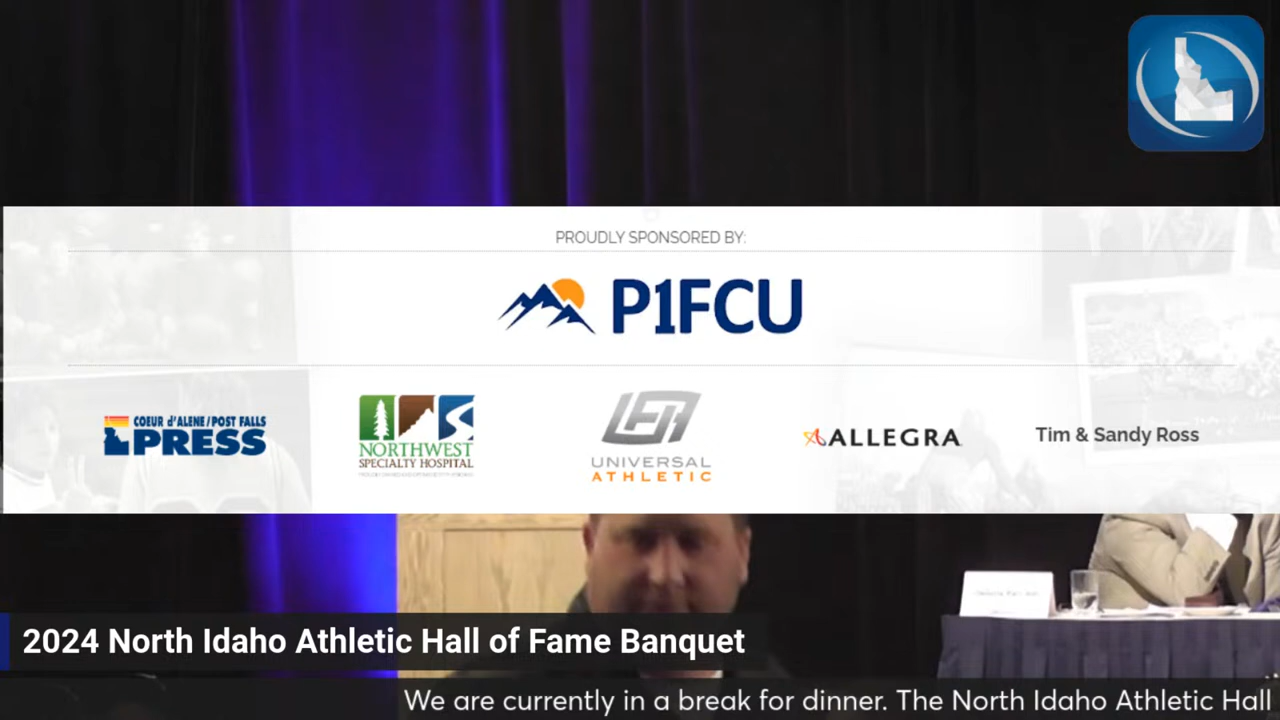 PROUDLY SPONSORED BY:
P1FCU
COEUR d'ALENE/POST FALLS
PRESS
NORTHWEST
SPECIALTY HOSPITAL
UNIVERSAL
ATHLETIC
ALLEGRA
Tim & Sandy Ross
2024 North Idaho Athletic Hall of Fame Banquet
We are currently in a break for dinner. The North Idaho Athletic Hall